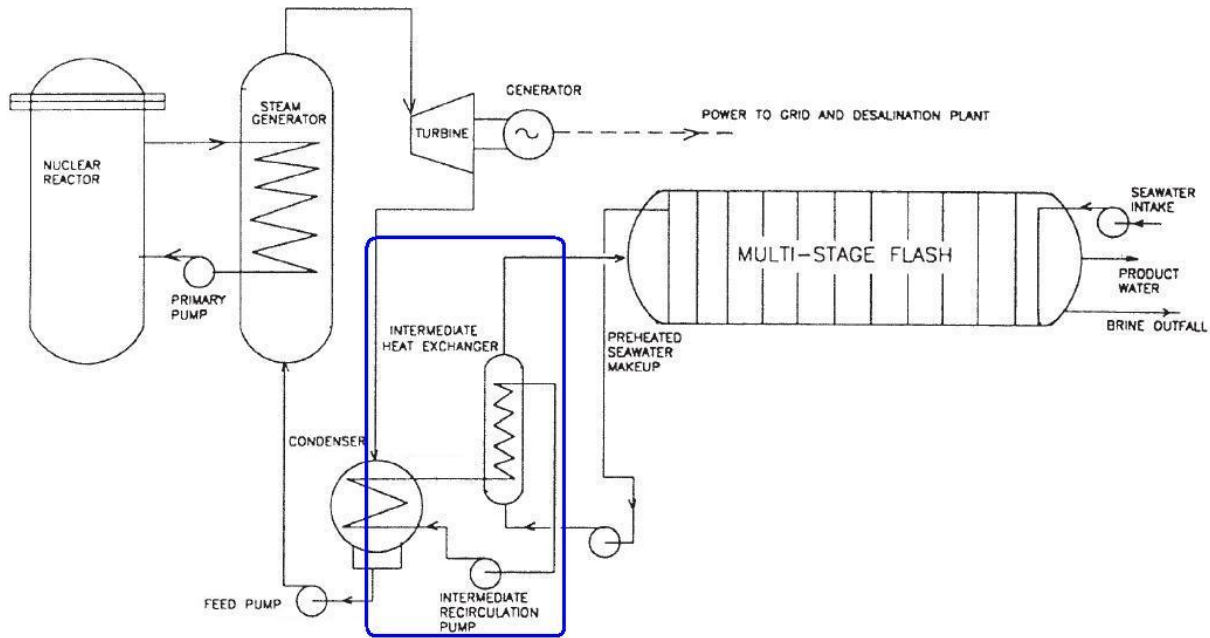 STEAM
GENERATOR
NUCLEAR
REACTOR
PRIMARY
PUMP
TURBINE
GENERATOR
POWER TO GRID AND DESALINATION PLANT
MULTI-STAGE FLASH
SEAWATER
INTAKE
PRODUCT
WATER
BRINE OUTFALL
INTERMEDIATE
HEAT EXCHANGER
PREHEATED
SEAWATER
MAKEUP
CONDENSER
FEED PUMP
INTERMEDIATE
RECIRCULATION
PUMP